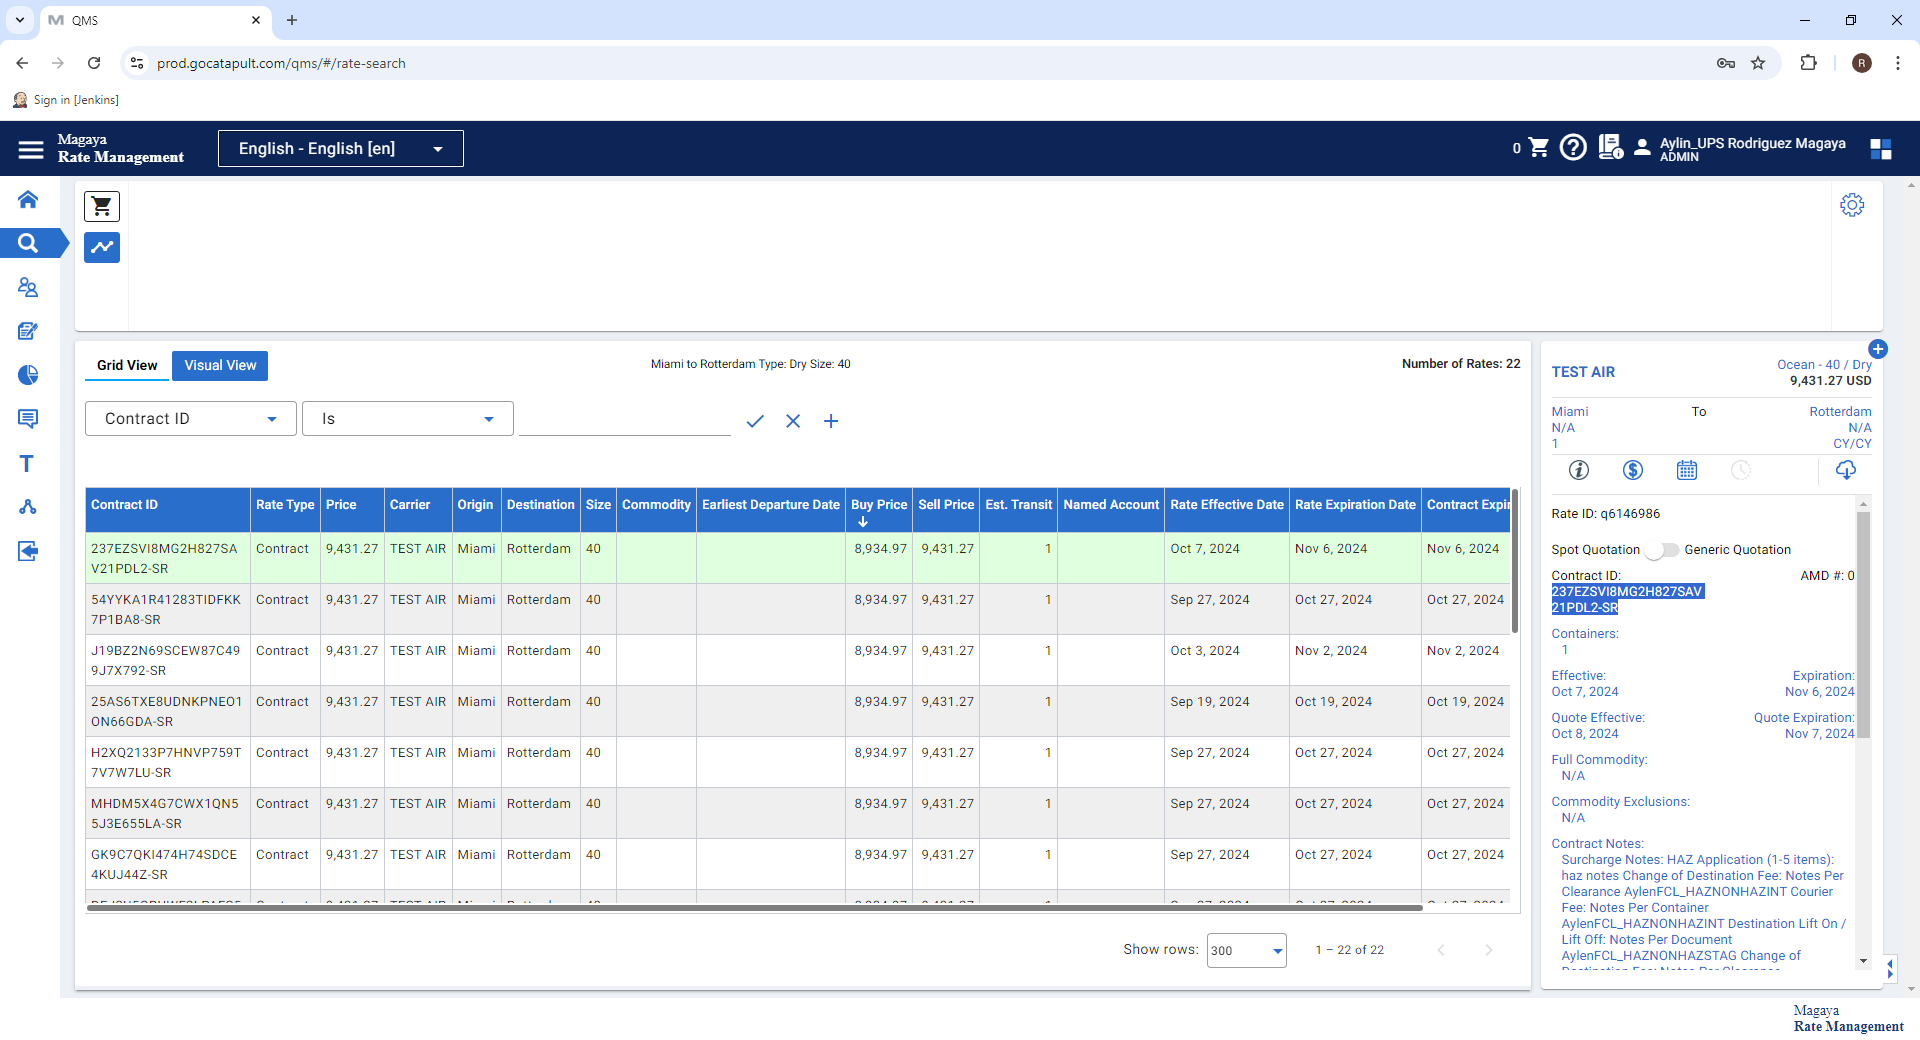 QMS
prod.gocatapult.com/qms/#/rate-search
R
Sign in [Jenkins]
Magaya
Rate Management
English - English [en]
0
Aylin_UPS Rodriguez Magaya
ADMIN
Grid View
Visual View
Miami to Rotterdam Type: Dry Size: 40
Number of Rates: 22
Contract ID
Is
Contract ID Rate Type Price Carrier Origin Destination Size Commodity Earliest Departure Date Buy Price Sell Price Est. Transit Named Account Rate Effective Date Rate Expiration Date Contract Expir
237EZSVI8MG2H827SA Contract 9,431.27 TEST AIR Miami Rotterdam 40 8,934.97 9,431.27 1 Oct 7, 2024 Nov 6, 2024 Nov 6, 2024
V21PDL2-SR
54YYKA1R41283TIDFKK Contract 9,431.27 TEST AIR Miami Rotterdam 40 8,934.97 9,431.27 1 Sep 27, 2024 Oct 27, 2024 Oct 27, 2024
7P1BA8-SR
J19BZ2N69SCEW87C49 Contract 9,431.27 TEST AIR Miami Rotterdam 40 8,934.97 9,431.27 1 Oct 3, 2024 Nov 2, 2024 Nov 2, 2024
9J7X792-SR
25AS6TXE8UDNKPNEO1 Contract 9,431.27 TEST AIR Miami Rotterdam 40 8,934.97 9,431.27 1 Sep 19, 2024 Oct 19, 2024 Oct 19, 2024
ON66GDA-SR
H2XQ2133P7HNVP759T Contract 9,431.27 TEST AIR Miami Rotterdam 40 8,934.97 9,431.27 1 Sep 27, 2024 Oct 27, 2024 Oct 27, 2024
7V7W7LU-SR
MHDM5X4G7CWX1QN5 Contract 9,431.27 TEST AIR Miami Rotterdam 40 8,934.97 9,431.27 1 Sep 27, 2024 Oct 27, 2024 Oct 27, 2024
5J3E655LA-SR
GK9C7QKI474H74SDCE Contract 9,431.27 TEST AIR Miami Rotterdam 40 8,934.97 9,431.27 1 Sep 27, 2024 Oct 27, 2024 Oct 27, 2024
4KUJ44Z-SR
Show rows: 300 1 – 22 of 22
TEST AIR
Ocean - 40 / Dry
9,431.27 USD
Miami To Rotterdam
N/A N/A
1 CY/CY
Rate ID: q6146986
Spot Quotation Generic Quotation
Contract ID: AMD #: 0
237EZSVI8MG2H827SAV
21PDL2-SR
Containers:
1
Effective: Expiration:
Oct 7, 2024 Nov 6, 2024
Quote Effective: Quote Expiration:
Oct 8, 2024 Nov 7, 2024
Full Commodity:
N/A
Commodity Exclusions:
N/A
Contract Notes:
Surcharge Notes: HAZ Application (1-5 items):
haz notes Change of Destination Fee: Notes Per
Clearance AylenFCL_HAZNONHAZINT Courier
Fee: Notes Per Container
AylenFCL_HAZNONHAZINT Destination Lift On /
Lift Off: Notes Per Document
AylenFCL_HAZNONHAZSTAG Change of
Magaya
Rate Management